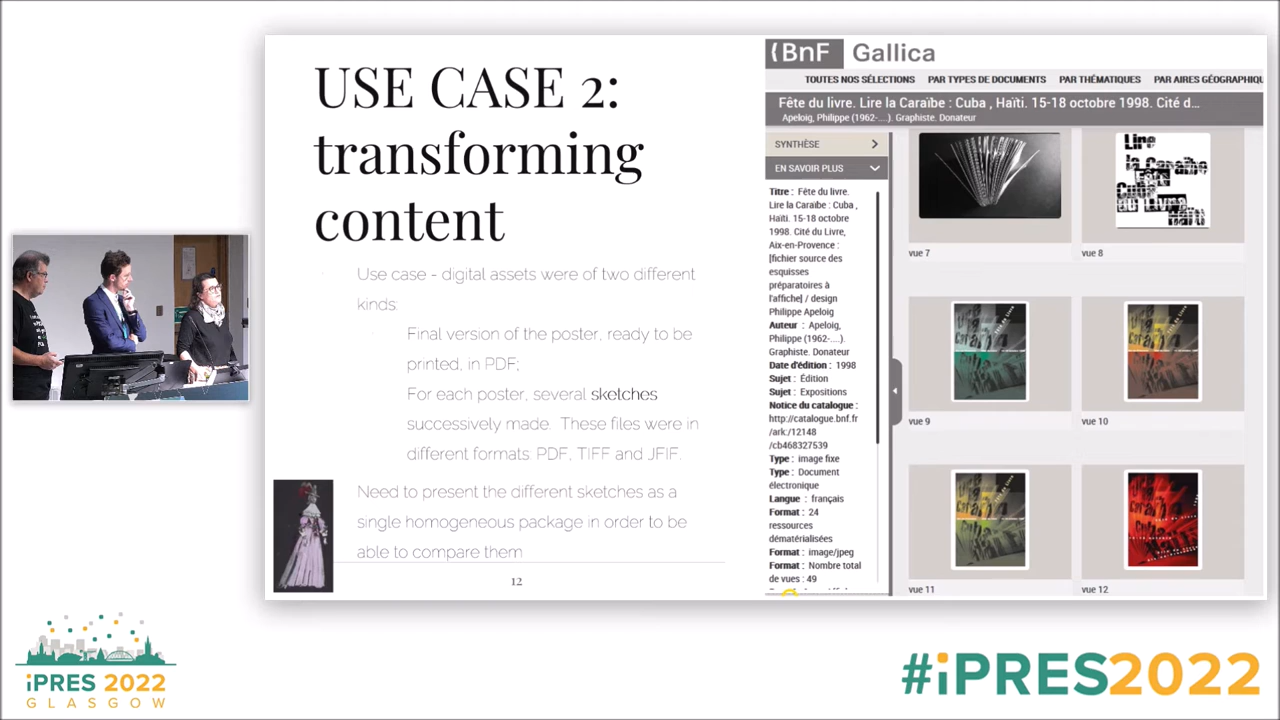 USE CASE 2:
transforming
content
Use case - digital assets were of two different
kinds:
Final version of the poster, ready to be
printed, in PDF;
For each poster, several sketches
successively made. These files were in
different formats PDF, TIFF and JFIF.
Need to present the different sketches as a
single homogeneous package in order to be
able to compare them
12
BnF Gallica
TOUTES NOS SÉLECTIONS PAR TYPES DE DOCUMENTS PAR THÉMATIQUES PAR AIRES GÉOGRAPHIQU
Fête du livre. Lire la Caraïbe : Cuba , Haïti. 15-18 octobre 1998. Cité d...
Apeloig, Philippe (1962-....). Graphiste. Donateur
SYNTHÈSE
EN SAVOIR PLUS
Titre : Fête du livre.
Lire la Caraïbe : Cuba ,
Haïti. 15-18 octobre
1998. Cité du Livre,
Aix-en-Provence :
[fichier source des
esquisses
préparatoires à
l'affiche] / design
Philippe Apeloig
Auteur : Apeloig,
Philippe (1962-....).
Graphiste. Donateur
Date d'édition : 1998
Sujet : Édition
Sujet : Expositions
Notice du catalogue :
http://catalogue.bnf.fr
/ark:/12148
/cb468327539
Type : image fixe
Type : Document
électronique
Langue : français
Format : 24
ressources
dématérialisées
Format : image/jpeg
Format : Nombre total
de vues : 49
Lire
la Caraïbe
vue 7
vue 8
vue 9
vue 10
vue 11
vue 12
iPRES 2022
GLASGOW
#iPRES2022